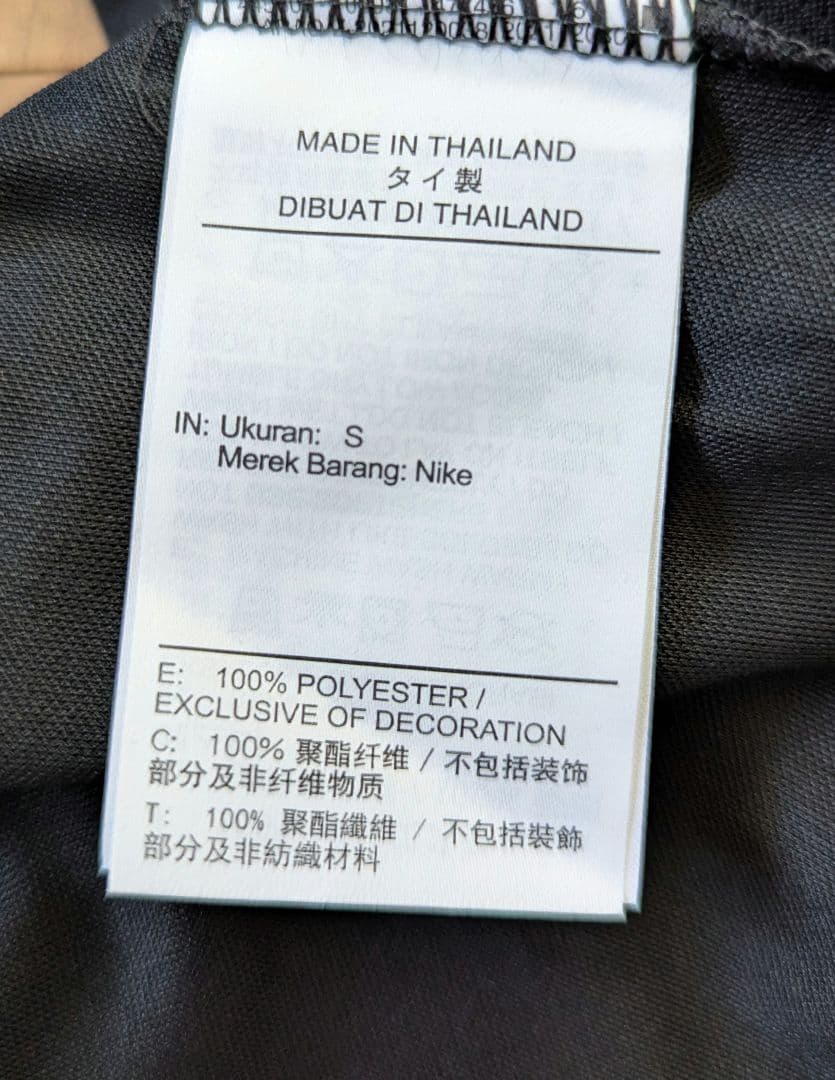 MADE IN THAILAND
タイ製
DIBUAT DI THAILAND
IN: Ukuran: S
Merek Barang: Nike
E: 100% POLYESTER /
EXCLUSIVE OF DECORATION
C: 100% 聚酯纤维 / 不包括装饰
部分及非纤维物质
T: 100% 聚酯纖維 / 不包括裝飾
部分及非紡織材料